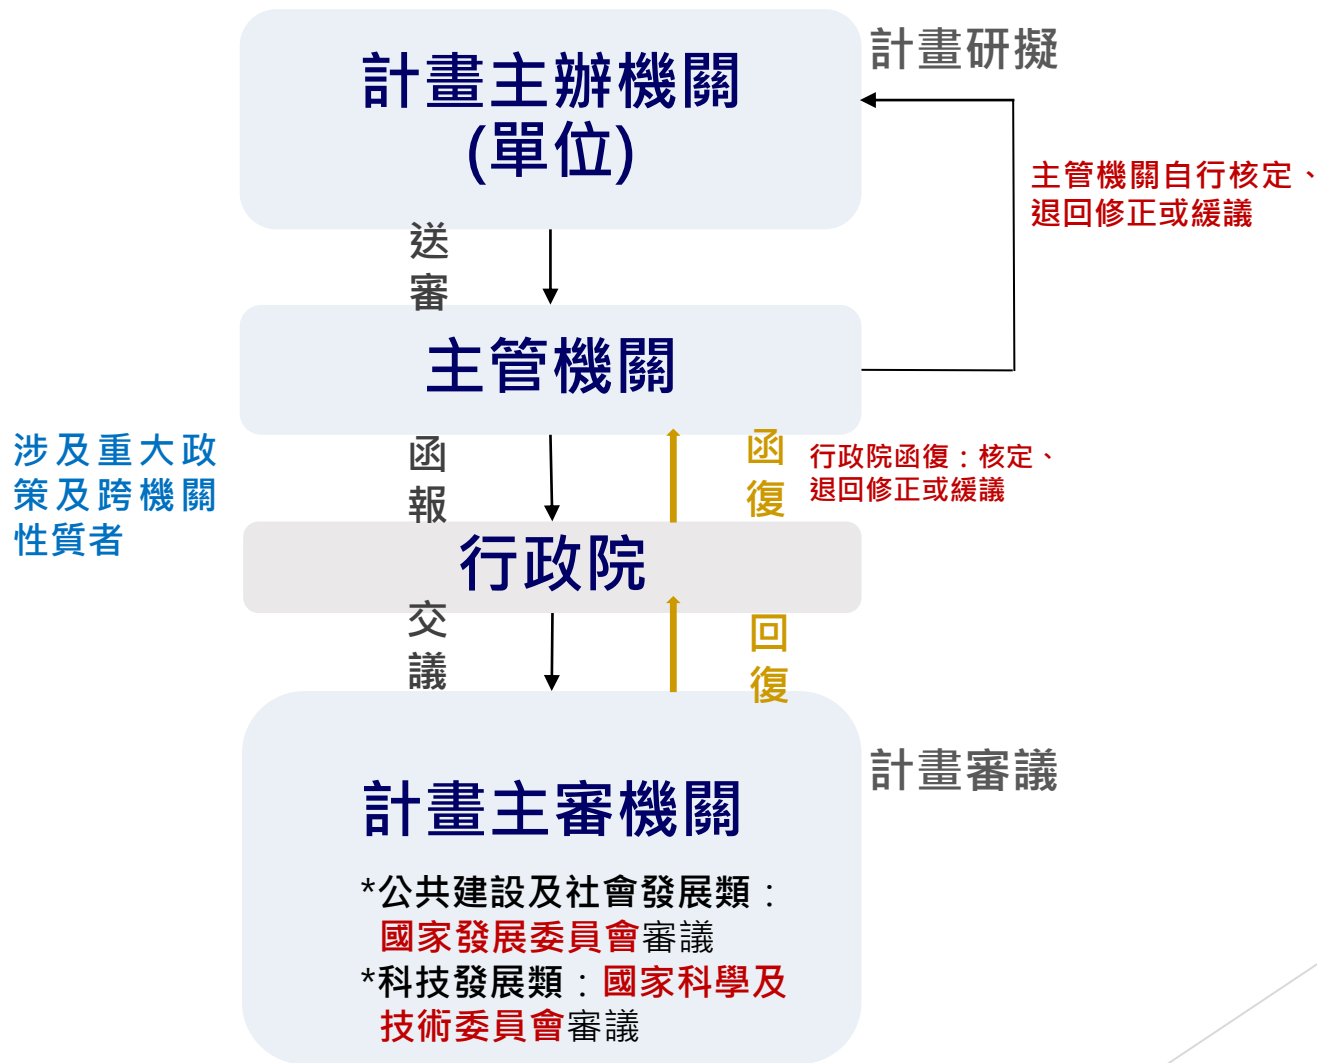 計畫主辦機關
(單位)
計畫研擬
主管機關自行核定、
退回修正或緩議
送
審
主管機關
涉及重大政
策及跨機關
性質者
函
報
函
復
行政院函復：核定、
退回修正或緩議
行政院
交
議
回
復
計畫審議
計畫主審機關
*公共建設及社會發展類：
國家發展委員會審議
*科技發展類：國家科學及
技術委員會審議